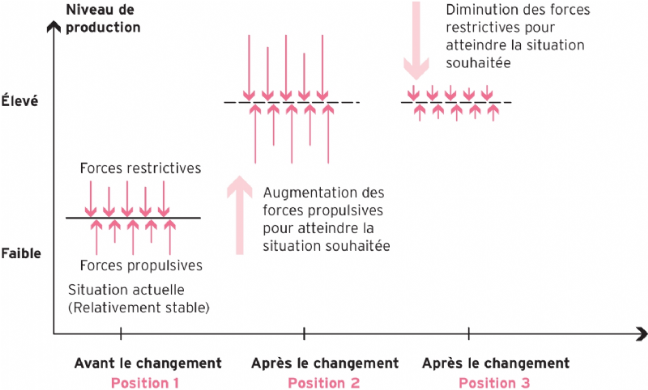 Niveau de
production
Diminution des forces
restrictives pour
atteindre la situation
souhaitée
Élevé
Forces restrictives
Augmentation des
forces propulsives
pour atteindre la
situation souhaitée
Faible
Forces propulsives
Situation actuelle
(Relativement stable)
Avant le changement
Position 1
Après le changement
Position 2
Après le changement
Position 3